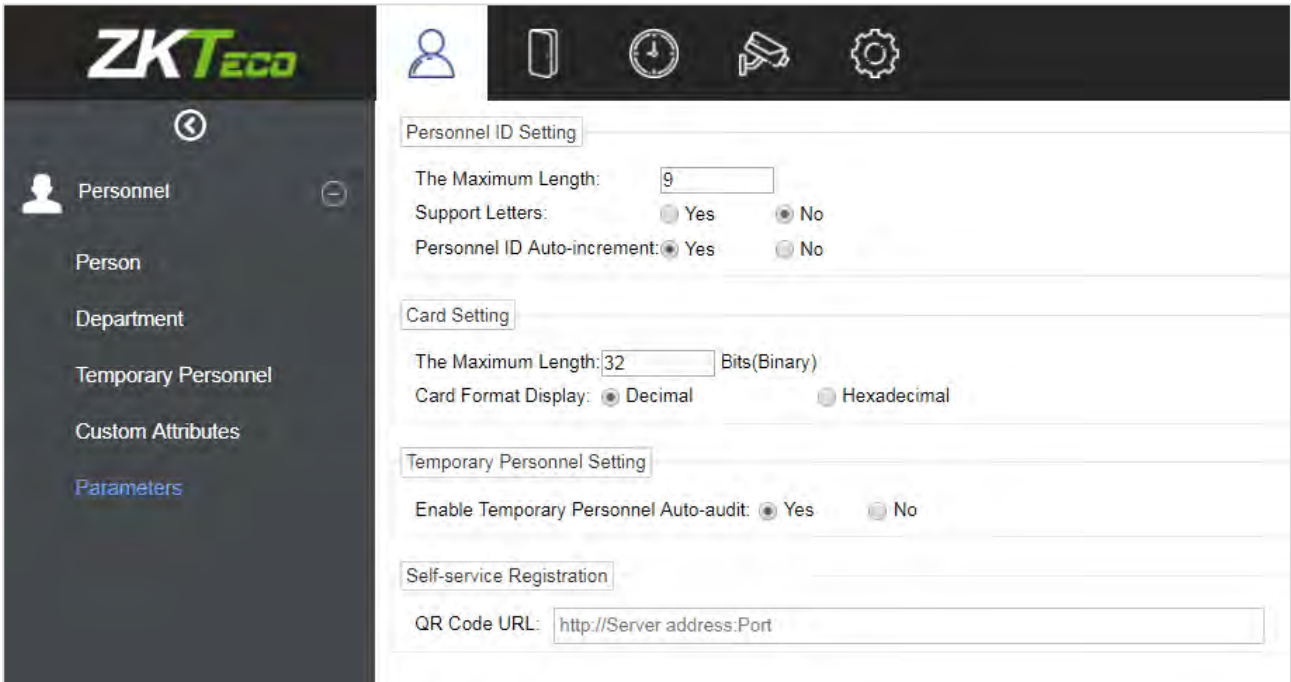 ZKTeco
Personnel
Person
Department
Temporary Personnel
Custom Attributes
Parameters
Personnel ID Setting
The Maximum Length: 9
Support Letters: Yes No
Personnel ID Auto-increment: Yes No
Card Setting
The Maximum Length: 32 Bits(Binary)
Card Format Display: Decimal Hexadecimal
Temporary Personnel Setting
Enable Temporary Personnel Auto-audit: Yes No
Self-service Registration
QR Code URL: http://Server address:Port